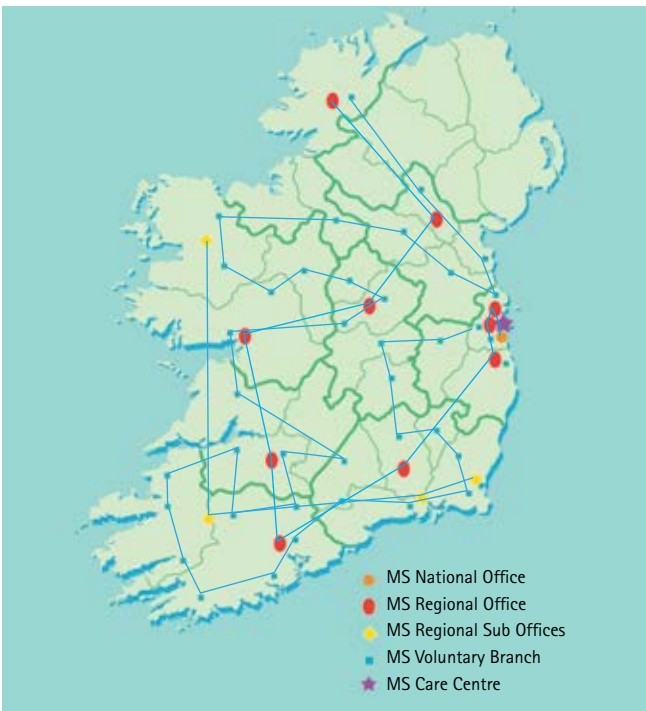 MS National Office
MS Regional Office
MS Regional Sub Offices
MS Voluntary Branch
MS Care Centre